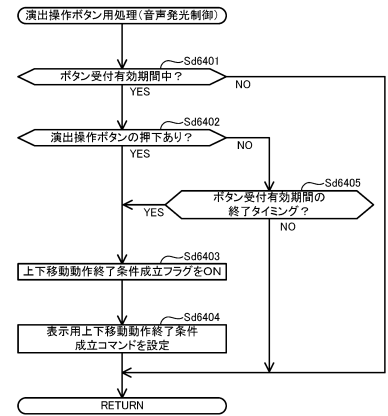 演出操作ボタン用処理(音声発光制御)
Sd6401
ボタン受付有効期間中?
NO
YES
Sd6402
演出操作ボタンの押下あり?
NO
YES
Sd6405
ボタン受付有効期間の
終了タイミング?
YES
NO
Sd6403
上下移動動作終了条件成立フラグをON
Sd6404
表示用上下移動動作終了条件
成立コマンドを設定
RETURN